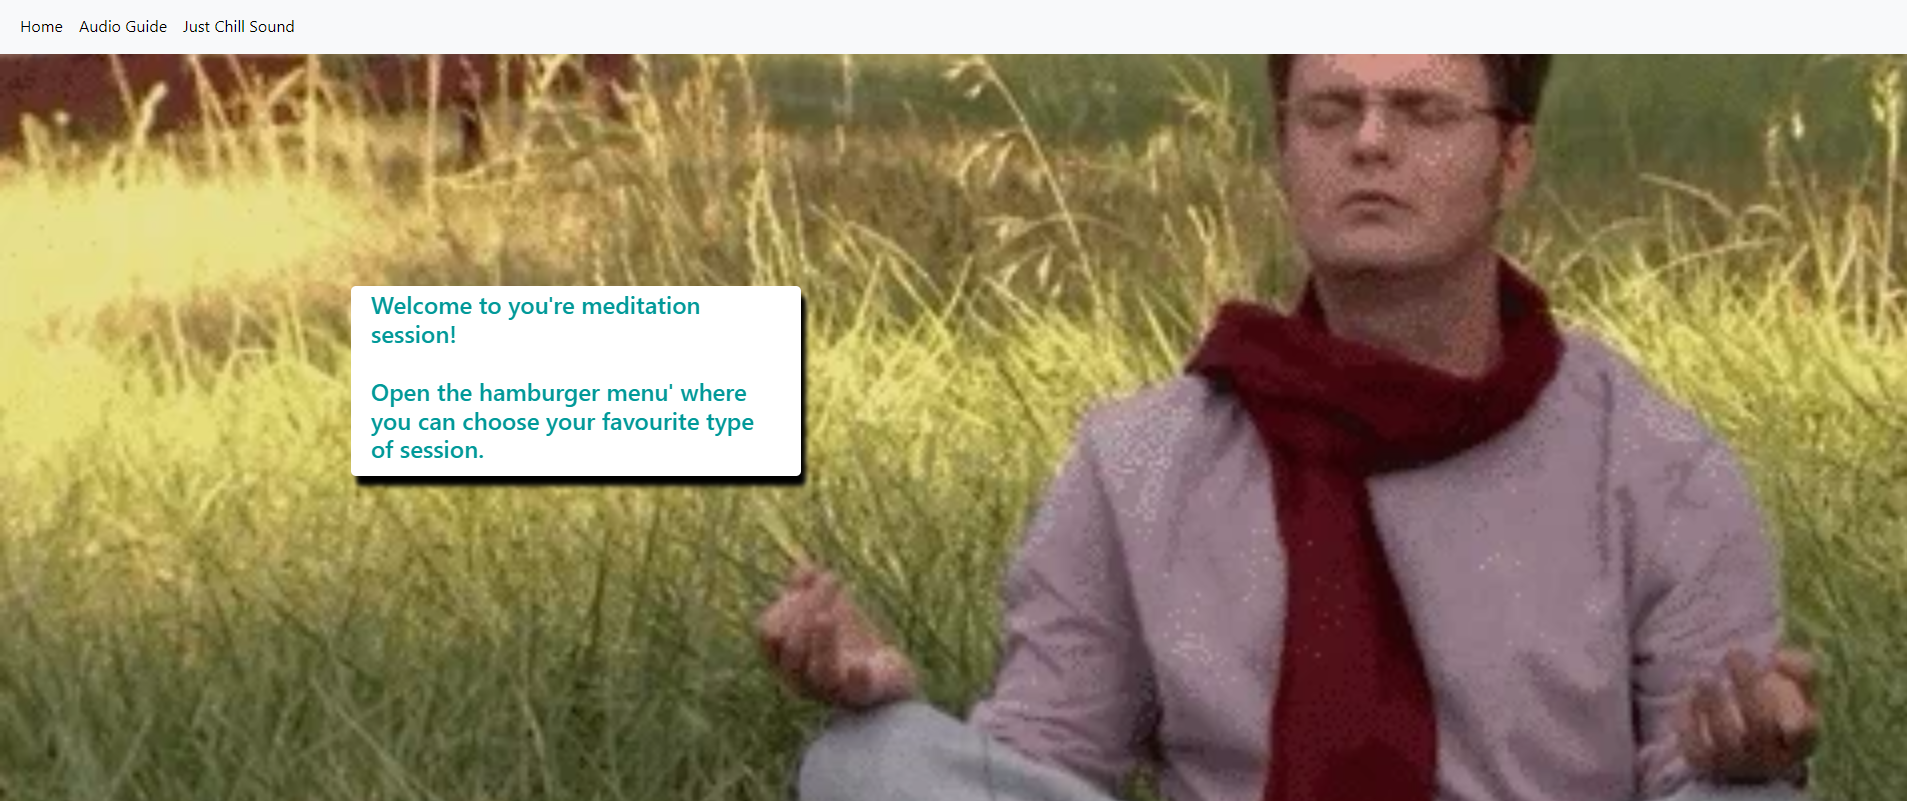 Home Audio Guide Just Chill Sound
Welcome to you're meditation
session!
Open the hamburger menu' where
you can choose your favourite type
of session.